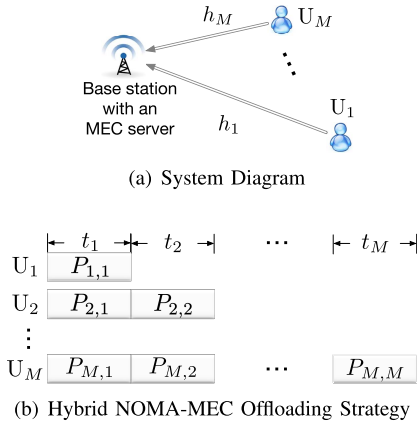 h_M U_M
Base station
with an
MEC server
h_1 U_1
(a) System Diagram
t_1 t_2 ⋯ t_M
U_1 P_{1,1}
U_2 P_{2,1} P_{2,2}
⋮
U_M P_{M,1} P_{M,2} ⋯ P_{M,M}
(b) Hybrid NOMA-MEC Offloading Strategy